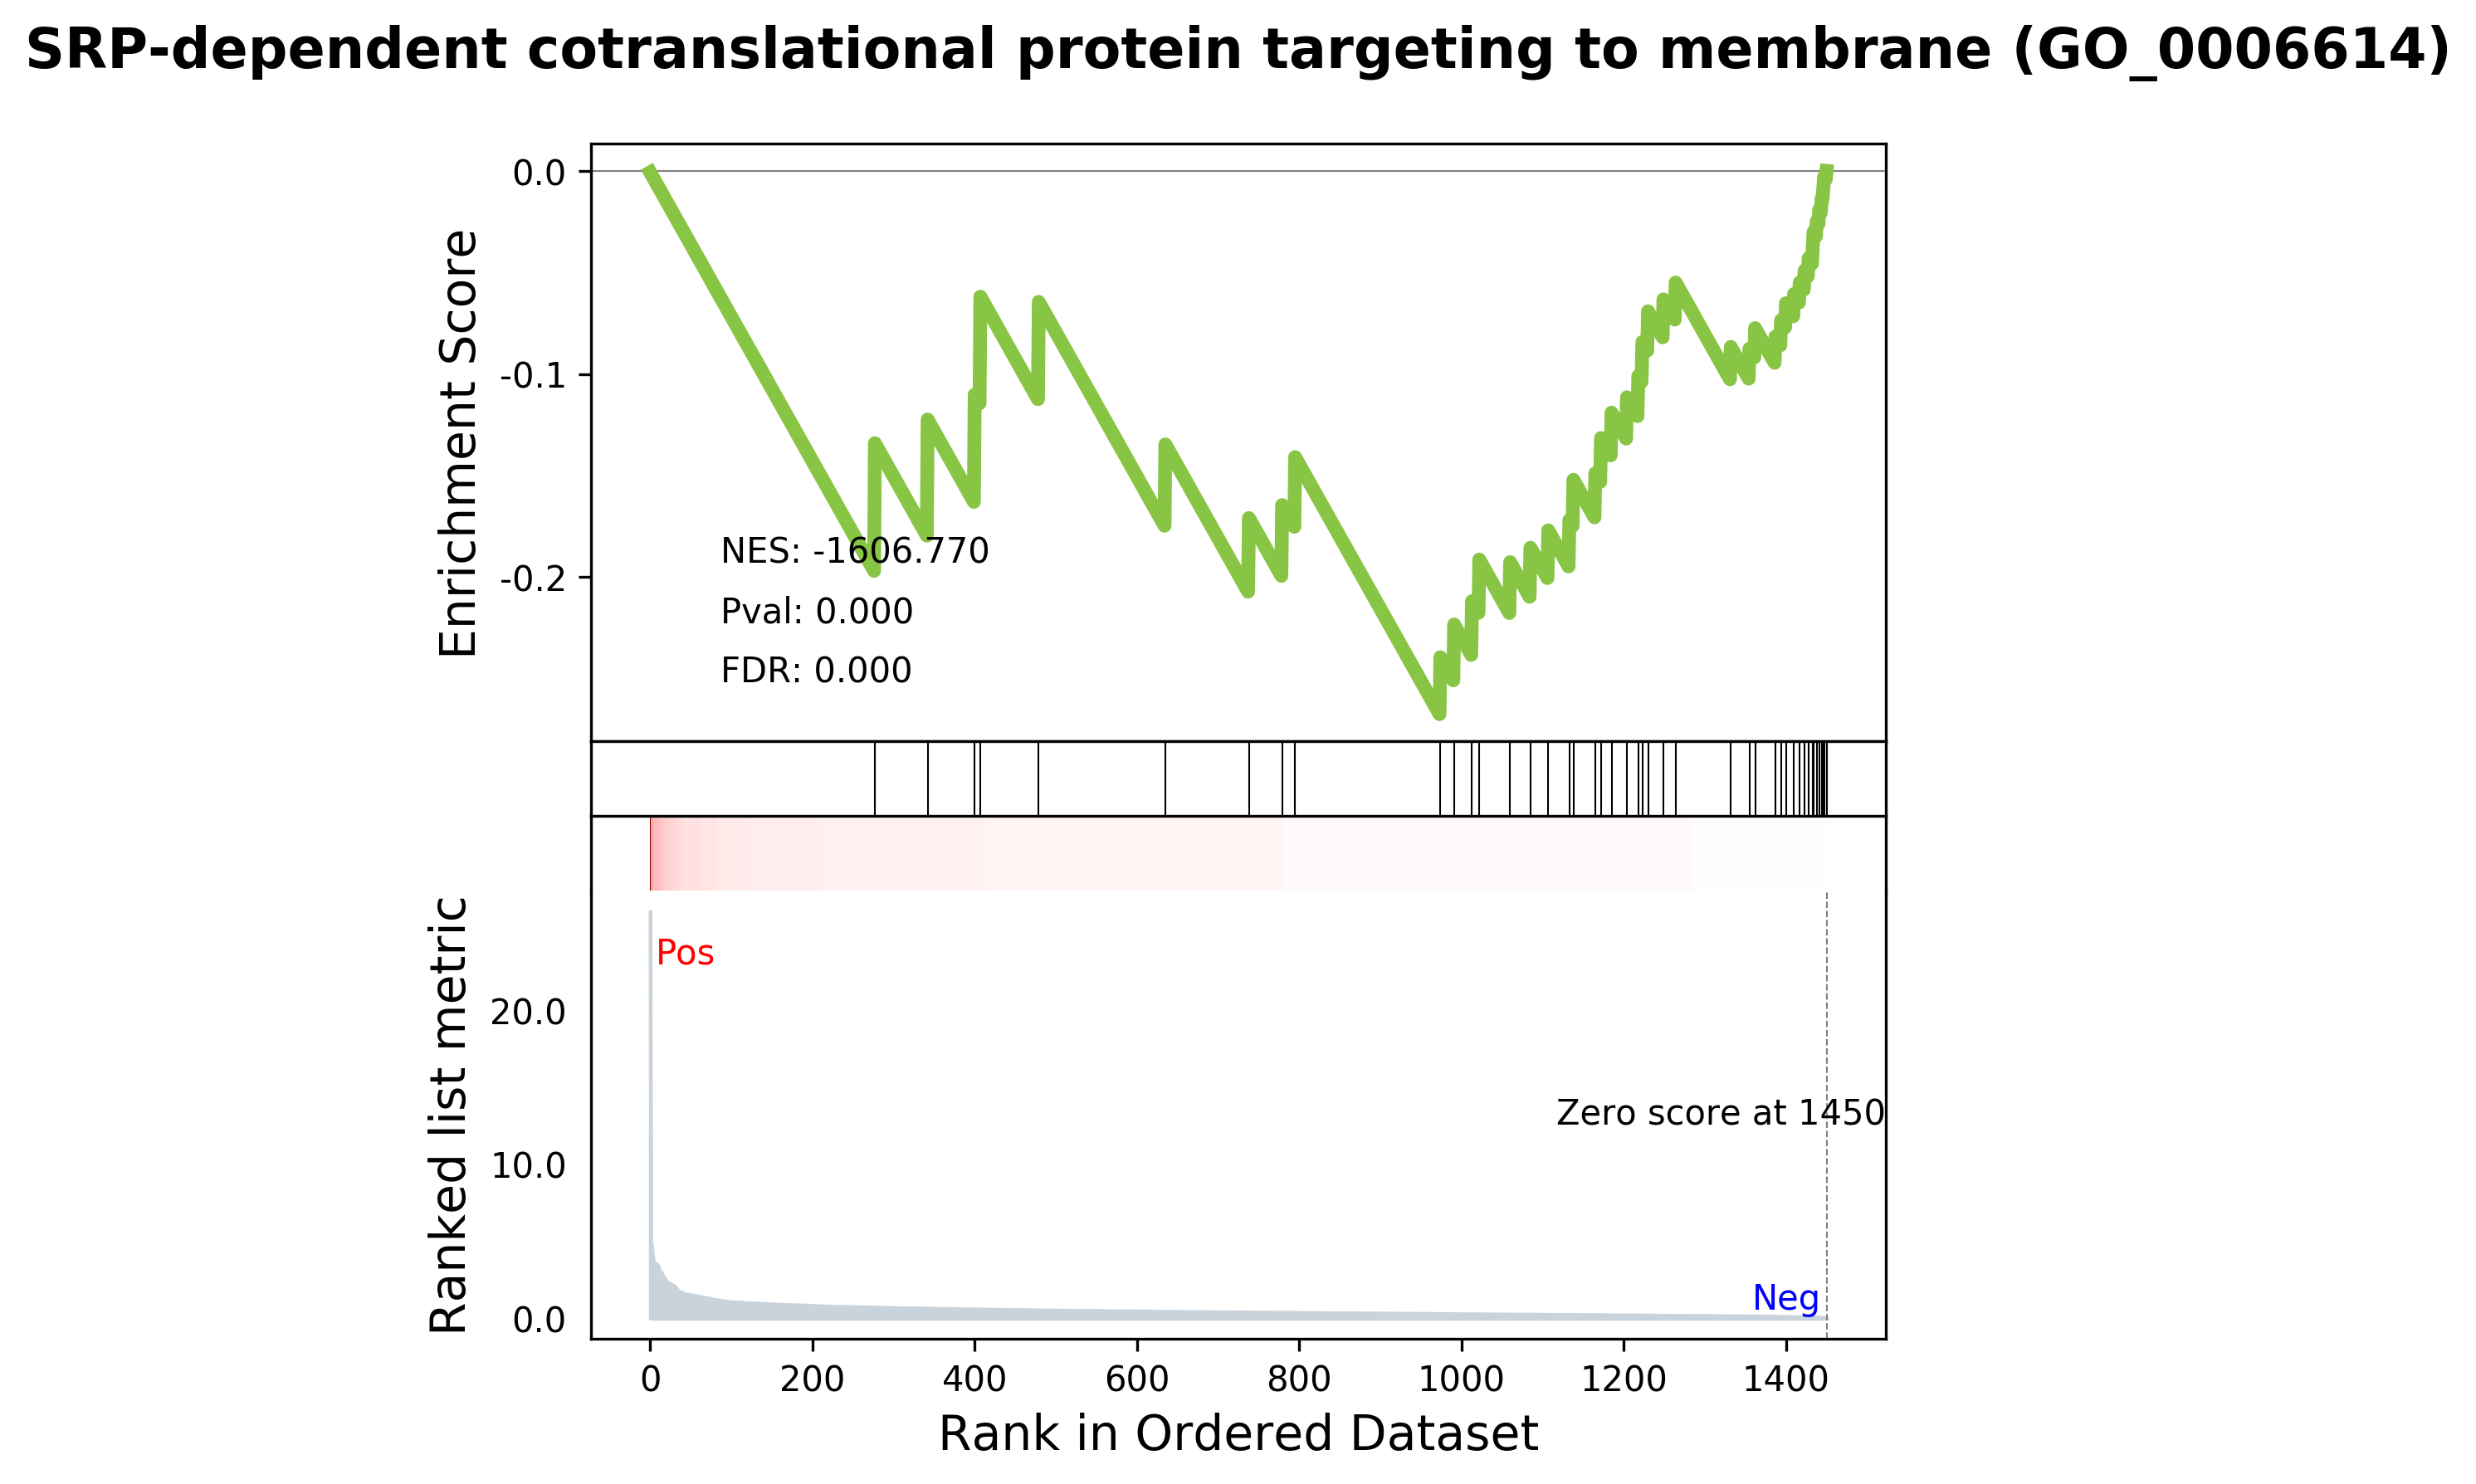 SRP-dependent cotranslational protein targeting to membrane (GO_0006614)
Enrichment Score
0.0
-0.1
-0.2
NES: -1606.770
Pval: 0.000
FDR: 0.000
Ranked list metric
Pos
20.0
Zero score at 1450
10.0
Neg
0.0
0 200 400 600 800 1000 1200 1400
Rank in Ordered Dataset